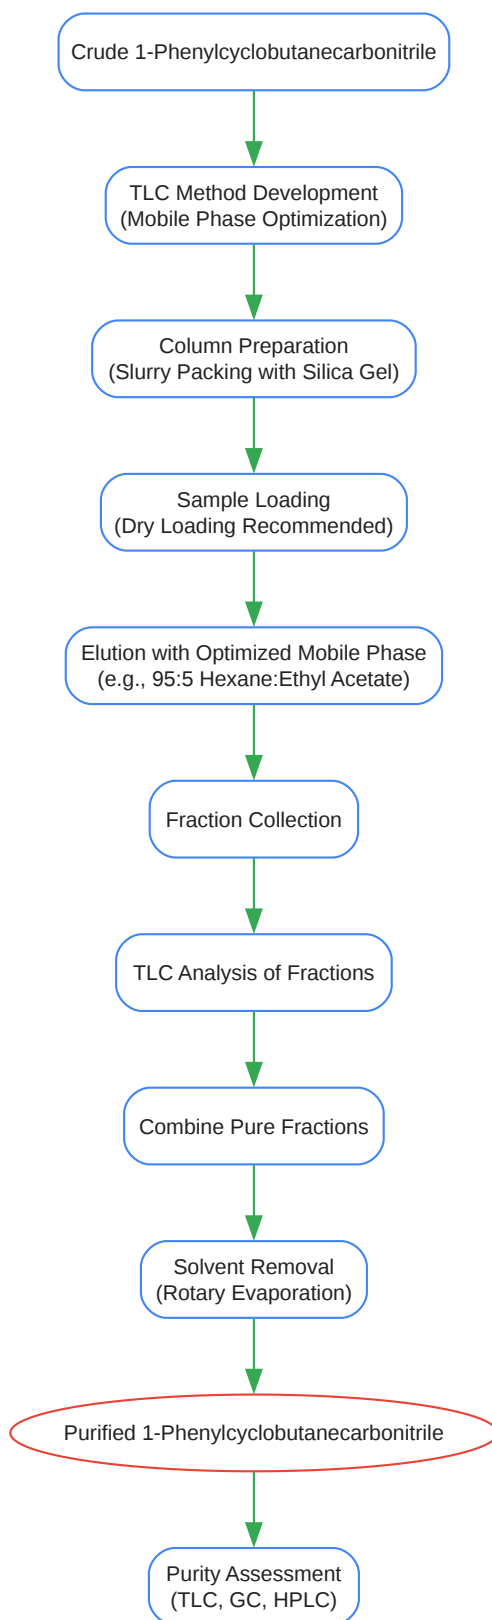 Crude 1-Phenylcyclobutanecarbonitrile
TLC Method Development
(Mobile Phase Optimization)
Column Preparation
(Slurry Packing with Silica Gel)
Sample Loading
(Dry Loading Recommended)
Elution with Optimized Mobile Phase
(e.g., 95:5 Hexane:Ethyl Acetate)
Fraction Collection
TLC Analysis of Fractions
Combine Pure Fractions
Solvent Removal
(Rotary Evaporation)
Purified 1-Phenylcyclobutanecarbonitrile
Purity Assessment
(TLC, GC, HPLC)